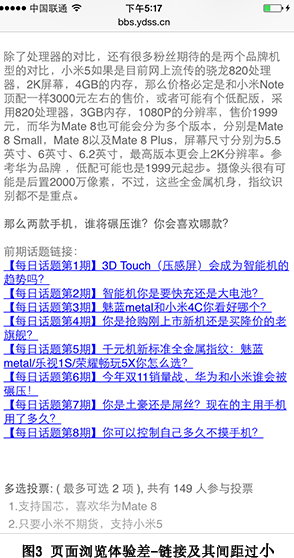 中国联通
下午5:17
bbs.ydss.cn
除了处理器的对比，还有很多粉丝期待的是两个品牌机
型的对比，小米5如果是目前网上流传的骁龙820处理
器，2K屏幕，4GB的内存，那么价格必定是和小米Note
顶配一样3000元左右的售价，或者可能有个低配版，采
用820处理器，3GB内存，1080P的分辨率，售价1999
元，而华为Mate 8也可能会分为多个版本，分别是Mate
8 Small，Mate 8以及Mate 8 Plus，屏幕尺寸分别为5.5
英寸、6英寸、6.2英寸，最高版本更会上2K分辨率。参
考华为品牌 ，低配可能也是1999元起步。摄像头很有可
能是后置2000万像素，不过，这些全金属机身，指纹识
别都不是重点。
那么两款手机，谁将碾压谁？你会喜欢哪款？
前期话题链接：
【每日话题第1期】3D Touch（压感屏）会成为智能机的
趋势吗？
【每日话题第2期】智能机你是要快充还是大电池？
【每日话题第3期】魅蓝metal和小米4C你看好哪个？
【每日话题第4期】你是抢购刚上市新机还是买降价的老
旗舰？
【每日话题第5期】千元机新标准全金属指纹：魅蓝
metal/乐视1S/荣耀畅玩5X你怎么选？
【每日话题第6期】今年双11销量战，华为和小米谁会被
碾压！
【每日话题第7期】你是土豪还是屌丝？现在的主用手机
用了多久？
【每日话题第8期】你可以控制自己多久不摸手机？
多选投票: ( 最多可选 2 项 ), 共有 149 人参与投票
1.支持国芯，喜欢华为Mate 8
2.只要小米不期货，支持小米5
图3 页面浏览体验差-链接及其间距过小